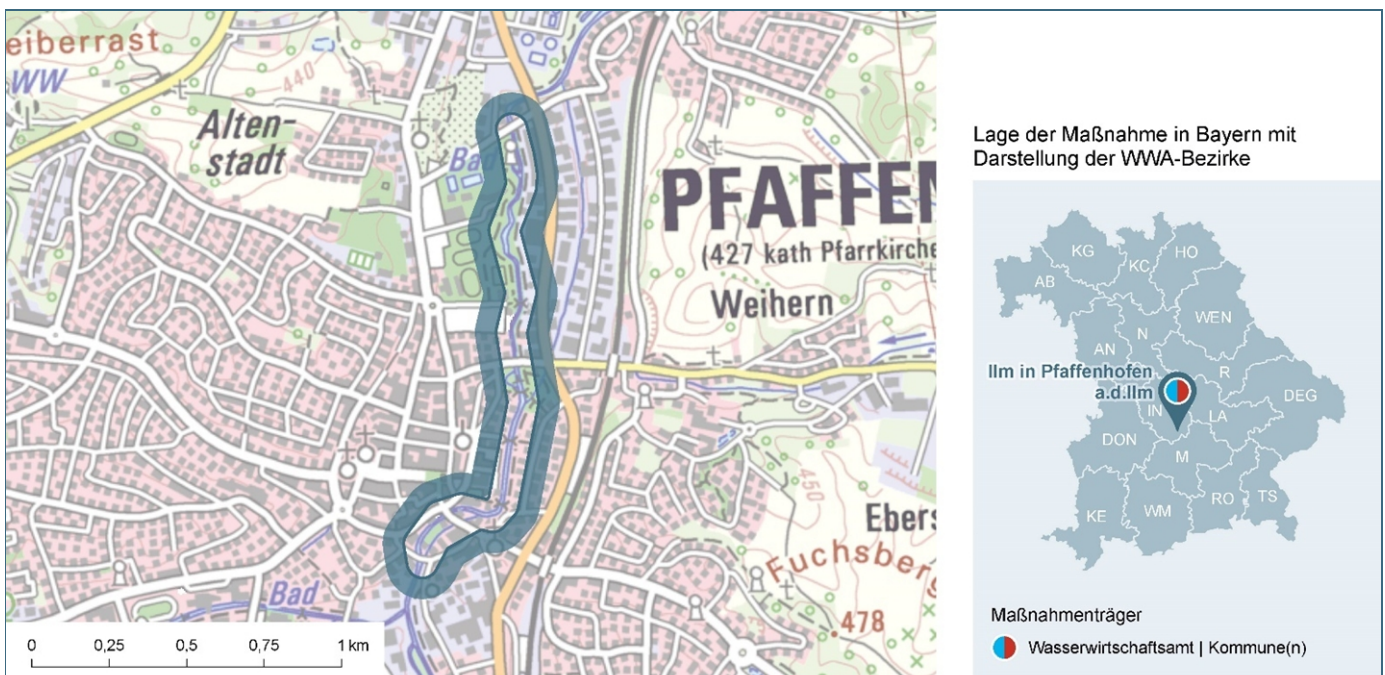 eiberrast
WW
440
Alten-
stadt
Bad
PFAFFEN
(427 kath Pfarrkirche
Weihern
450
Ebers
Fuchsberg
478
Bad
0 0,25 0,5 0,75 1 km
Lage der Maßnahme in Bayern mit
Darstellung der WWA-Bezirke
KG
HO
KC
AB
WEN
N
AN
Ilm in Pfaffenhofen
a.d.Ilm
R
DEG
IN
LA
DON
M
RO
TS
WM
KE
Maßnahmenträger
Wasserwirtschaftsamt | Kommune(n)